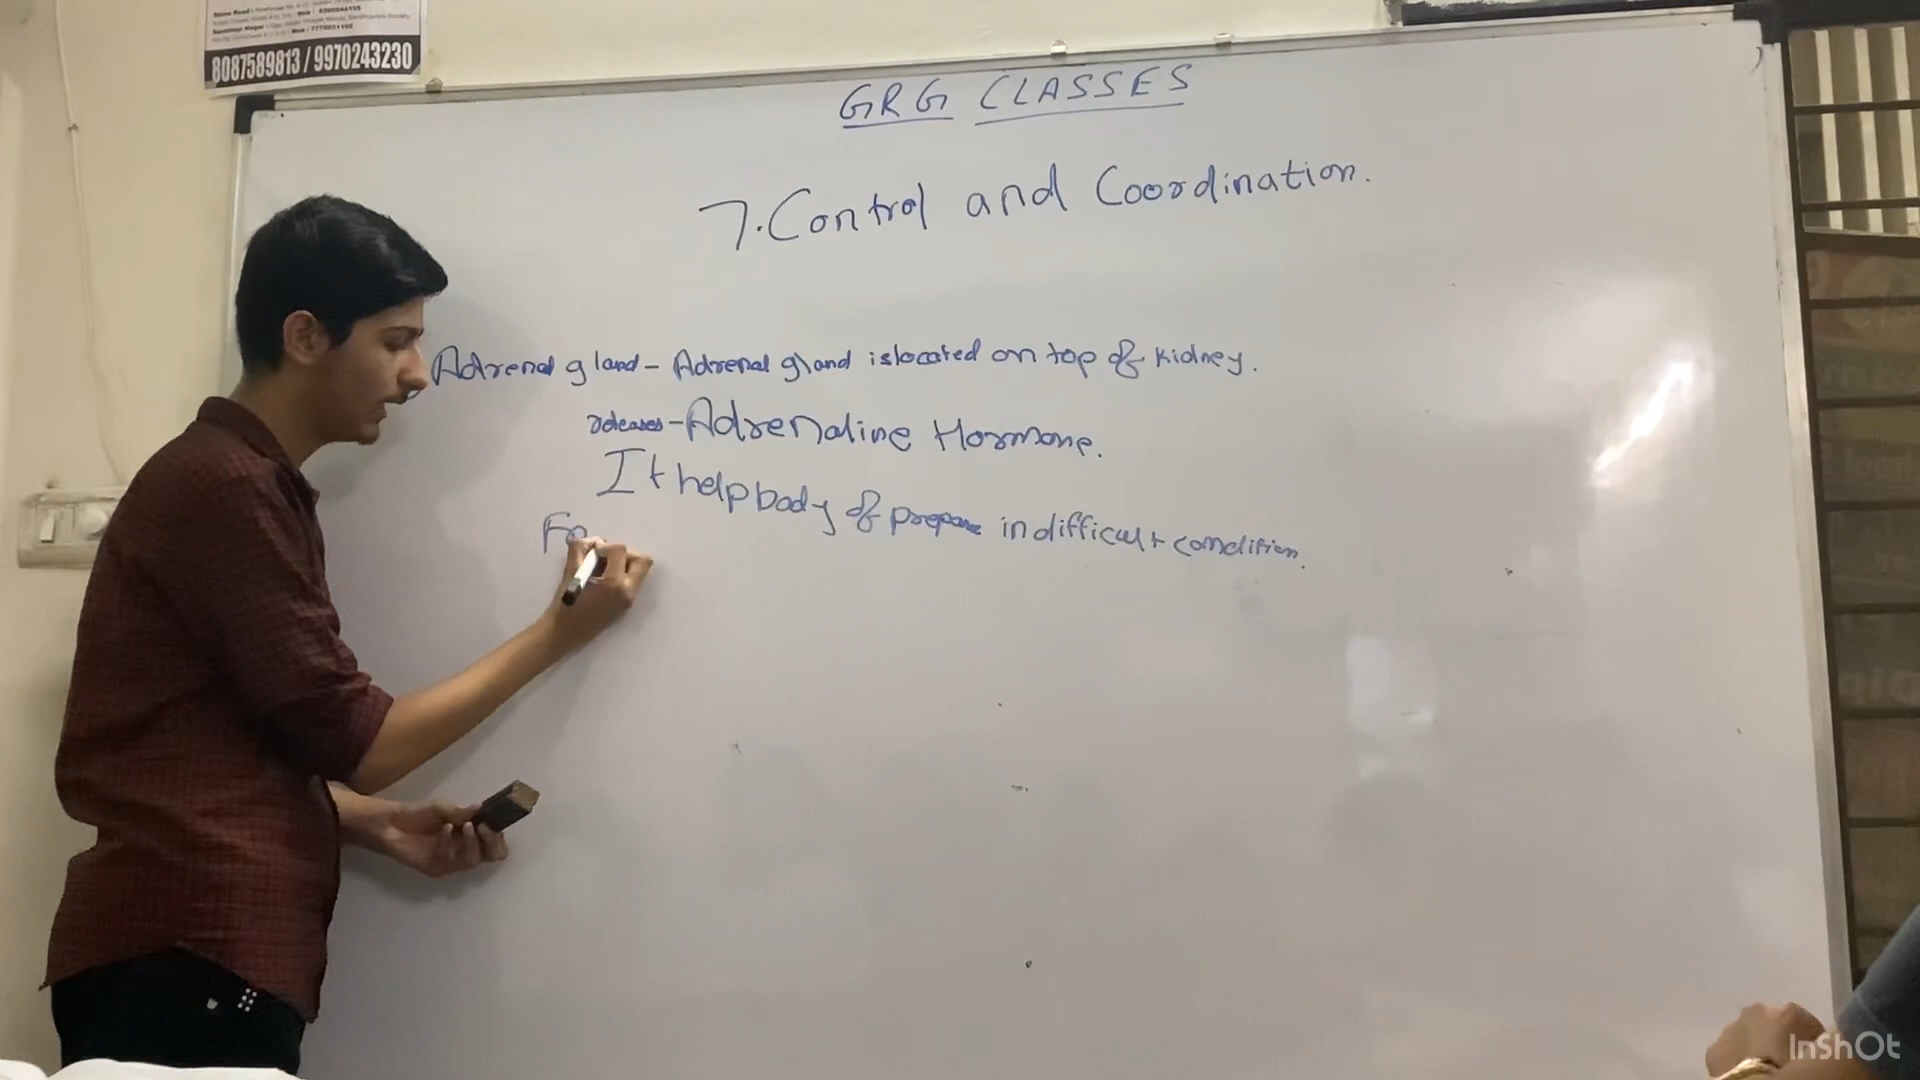 8087589813 / 9970243230
GRG CLASSES
7. Control and Coordination.
Adrenal gland - Adrenal gland is located on top of kidney.
releases - Adrenaline Hormone.
It help body of prepare in difficult condition.
Fo
InShOt